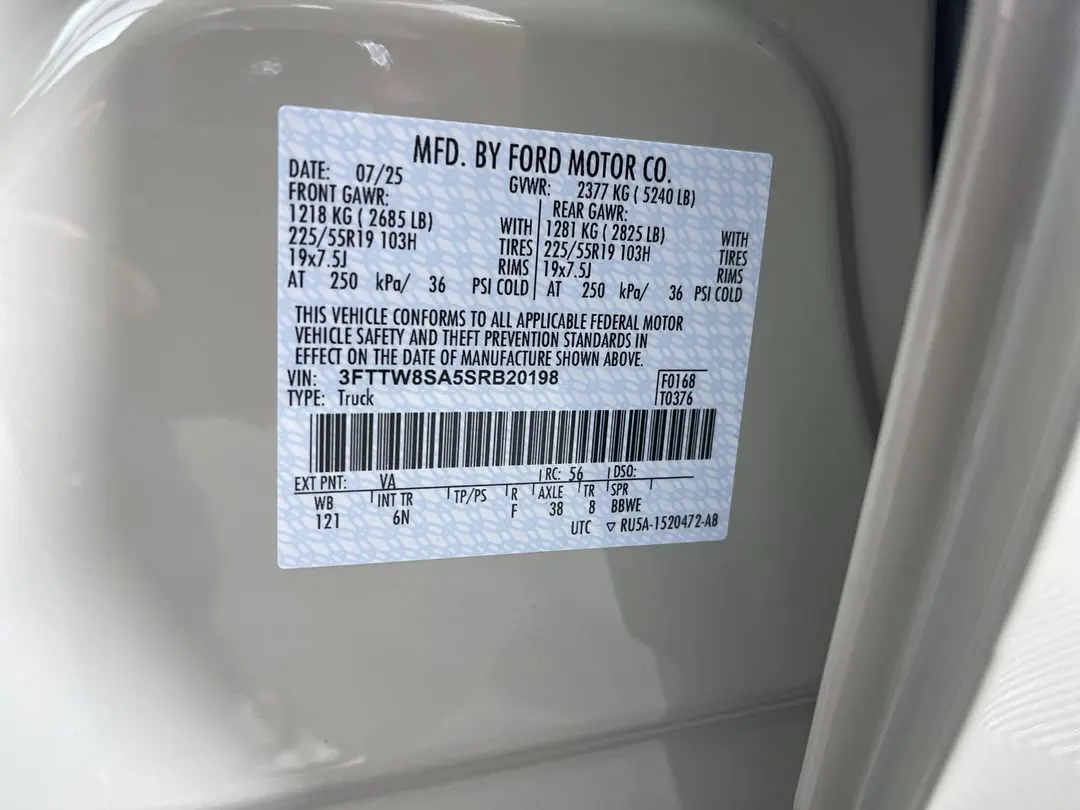 MFD. BY FORD MOTOR CO.
DATE: 07/25 GVWR: 2377 KG ( 5240 LB)
FRONT GAWR: REAR GAWR:
1218 KG ( 2685 LB) WITH 1281 KG ( 2825 LB) WITH
225/55R19 103H TIRES 225/55R19 103H TIRES
19x7.5J RIMS 19x7.5J RIMS
AT 250 kPa/ 36 PSI COLD AT 250 kPa/ 36 PSI COLD
THIS VEHICLE CONFORMS TO ALL APPLICABLE FEDERAL MOTOR
VEHICLE SAFETY AND THEFT PREVENTION STANDARDS IN
EFFECT ON THE DATE OF MANUFACTURE SHOWN ABOVE.
VIN: 3FTTW8SA5SRB20198 F0168
TYPE: Truck T0376
EXT PNT: VA RC: 56 DSO:
WB INT TR TP/PS R AXLE TR SPR
121 6N F 38 8 BBWE
UTC ▽ RU5A-1520472-AB